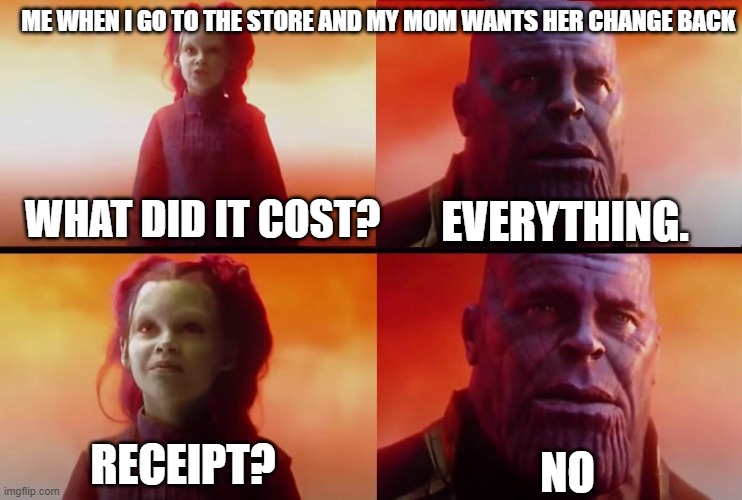 ME WHEN I GO TO THE STORE AND MY MOM WANTS HER CHANGE BACK
WHAT DID IT COST?
EVERYTHING.
RECEIPT?
NO
imgflip.com